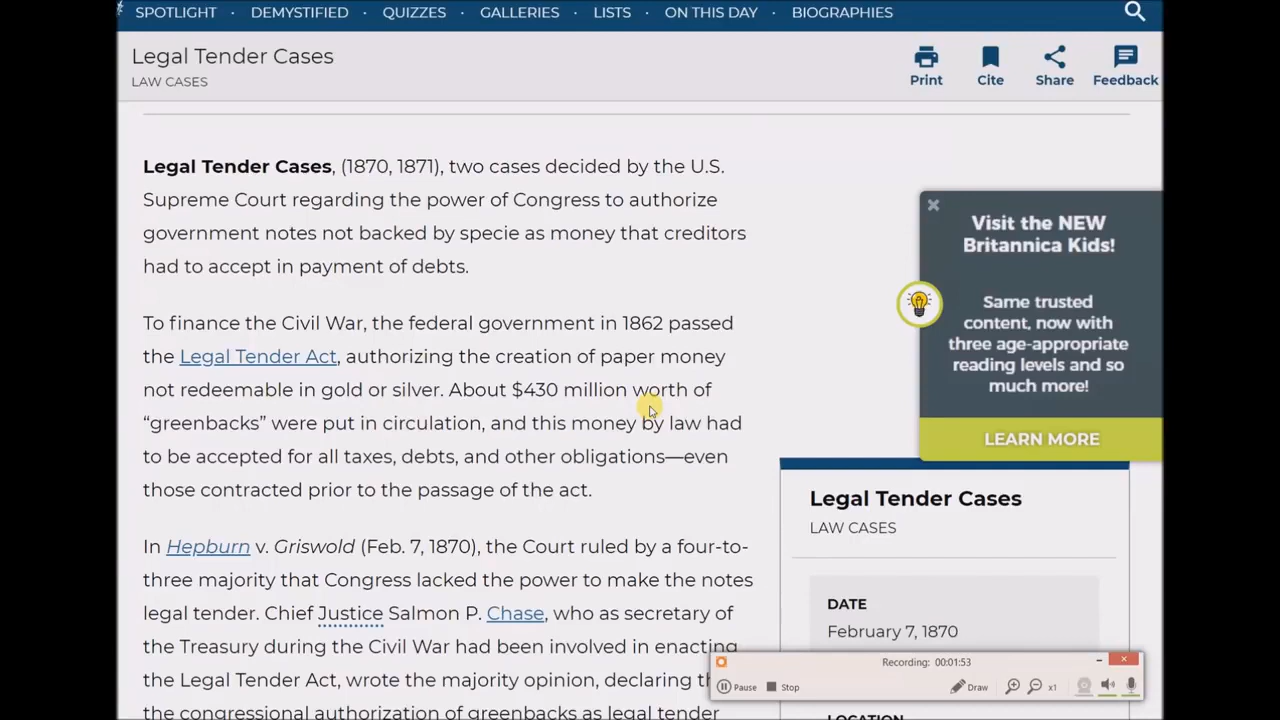 SPOTLIGHT · DEMYSTIFIED · QUIZZES · GALLERIES · LISTS · ON THIS DAY · BIOGRAPHIES
Legal Tender Cases
LAW CASES
Print
Cite
Share
Feedback
Legal Tender Cases, (1870, 1871), two cases decided by the U.S.
Supreme Court regarding the power of Congress to authorize
government notes not backed by specie as money that creditors
had to accept in payment of debts.
To finance the Civil War, the federal government in 1862 passed
the Legal Tender Act, authorizing the creation of paper money
not redeemable in gold or silver. About $430 million worth of
“greenbacks” were put in circulation, and this money by law had
to be accepted for all taxes, debts, and other obligations—even
those contracted prior to the passage of the act.
In Hepburn v. Griswold (Feb. 7, 1870), the Court ruled by a four-to-
three majority that Congress lacked the power to make the notes
legal tender. Chief Justice Salmon P. Chase, who as secretary of
the Treasury during the Civil War had been involved in enacting
the Legal Tender Act, wrote the majority opinion, declaring
the congressional authorization of greenbacks as legal tender
Visit the NEW
Britannica Kids!
Same trusted
content, now with
three age-appropriate
reading levels and so
much more!
LEARN MORE
Legal Tender Cases
LAW CASES
DATE
February 7, 1870
LOCATION
Recording: 00:01:53
Pause
Stop
Draw
x1